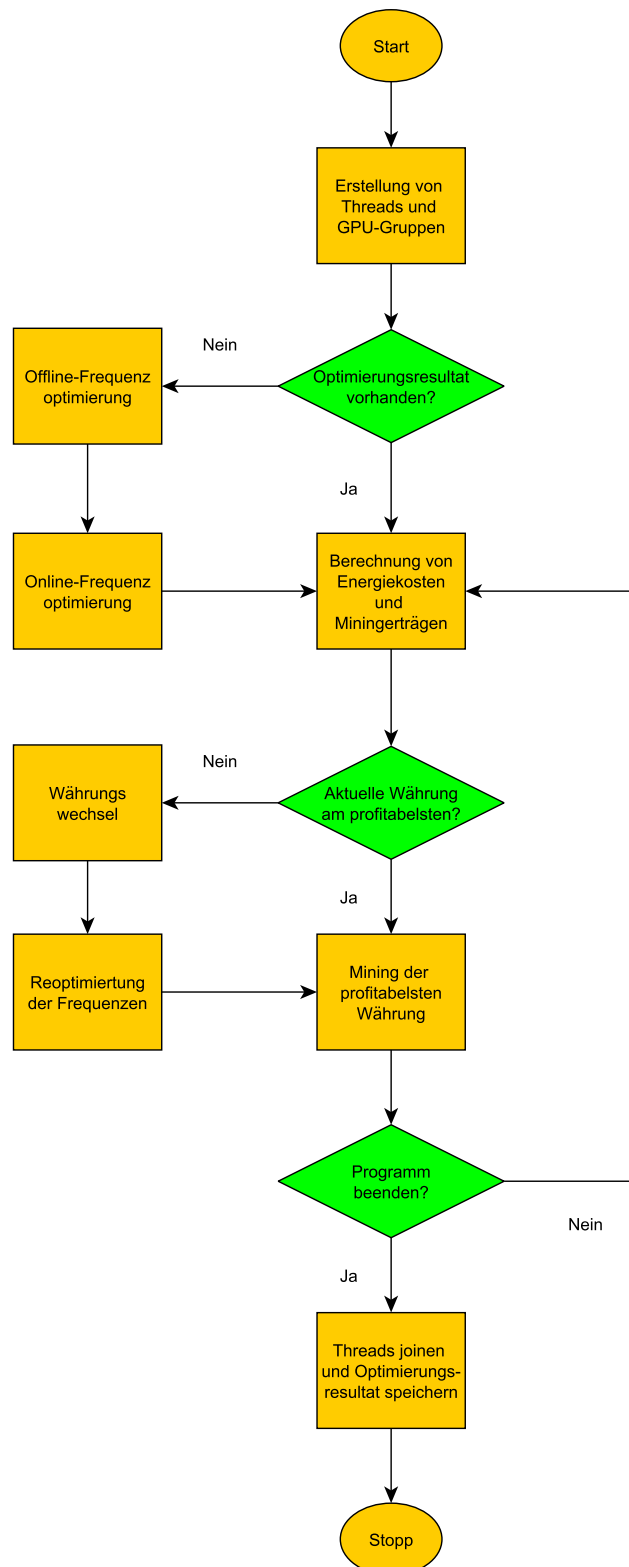 Start
Erstellung von
Threads und
GPU-Gruppen
Nein
Optimierungsresultat
vorhanden?
Offline-Frequenz
optimierung
Ja
Online-Frequenz
optimierung
Berechnung von
Energiekosten
und
Miningerträgen
Nein
Aktuelle Währung
am profitabelsten?
Währungs
wechsel
Ja
Reoptimiertung
der Frequenzen
Mining der
profitabelsten
Währung
Programm
beenden?
Nein
Ja
Threads joinen
und Optimierungs-
resultat speichern
Stopp